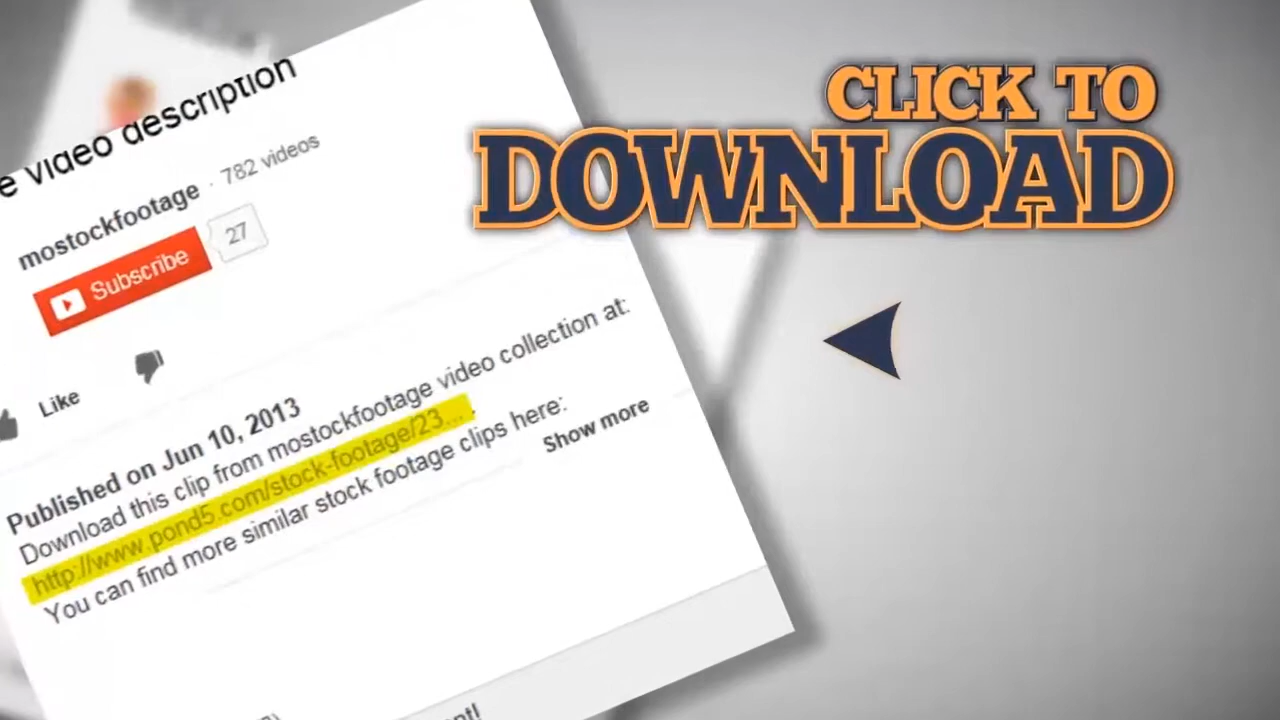 e video description
mostockfootage · 782 videos
Subscribe 27
Like
Published on Jun 10, 2013
Download this clip from mostockfootage video collection at:
http://www.pond5.com/stock-footage/23... .
You can find more similar stock footage clips here:
Show more
CLICK TO
DOWNLOAD